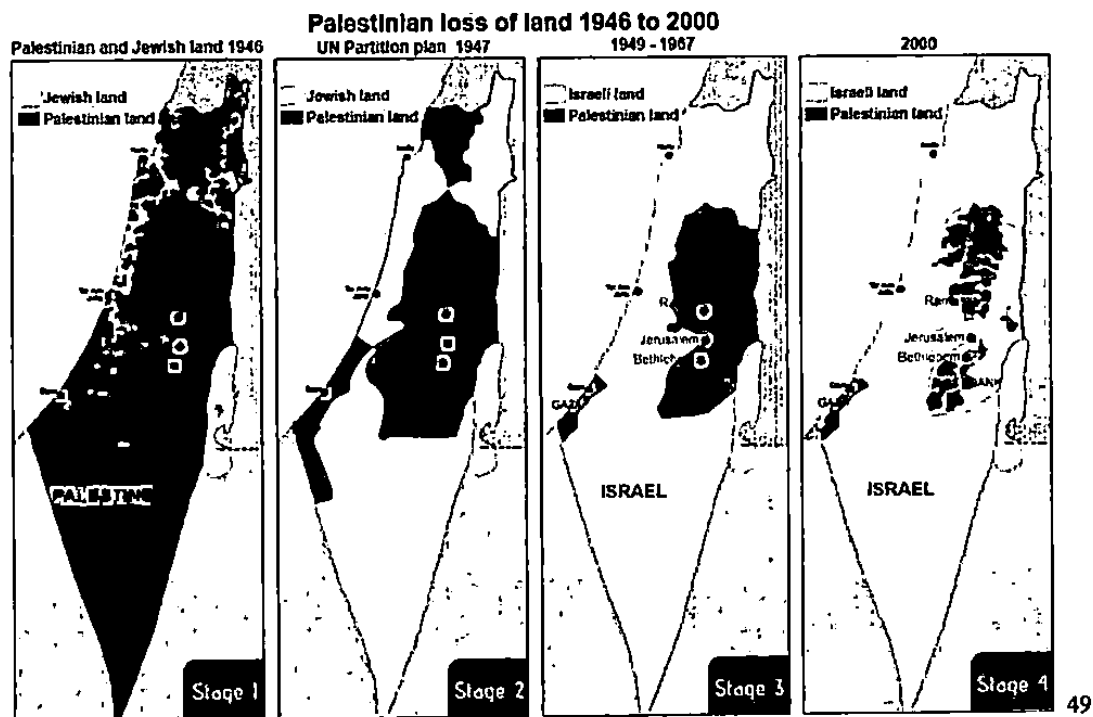 Palestinian loss of land 1946 to 2000
Palestinian and Jewish land 1946
Jewish land
Palestinian land
PALESTINE
Stage 1
UN Partition plan 1947
Jewish land
Palestinian land
Stage 2
1949 - 1967
Israeli land
Palestinian land
Jerusalem
GAZA
ISRAEL
Stage 3
2000
Israeli land
Palestinian land
Jerusalem
Bethlehem
ISRAEL
Stage 4
49